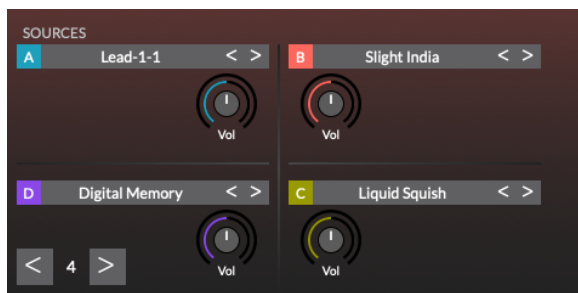 SOURCES
A Lead-1-1 < >
B Slight India < >
Vol
Vol
D Digital Memory < >
C Liquid Squish < >
Vol
Vol
< 4 >